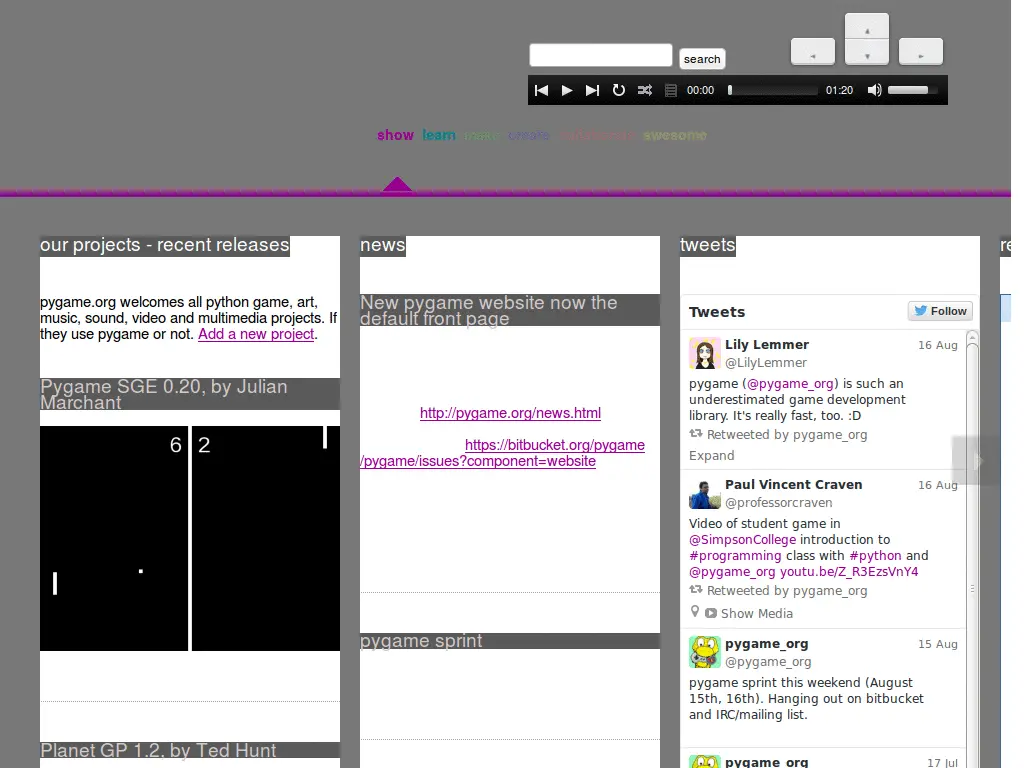 search
00:00
01:20
show learn make create awesome
our projects - recent releases
pygame.org welcomes all python game, art,
music, sound, video and multimedia projects. If
they use pygame or not. Add a new project.
Pygame SGE 0.20, by Julian
Marchant
6 2
Planet GP 1.2, by Ted Hunt
news
New pygame website now the
default front page
http://pygame.org/news.html
https://bitbucket.org/pygame
/pygame/issues?component=website
pygame sprint
tweets
Tweets
Follow
Lily Lemmer 16 Aug
@LilyLemmer
pygame (@pygame_org) is such an
underestimated game development
library. It's really fast, too. :D
Retweeted by pygame_org
Expand
Paul Vincent Craven 16 Aug
@professorcraven
Video of student game in
@SimpsonCollege introduction to
#programming class with #python and
@pygame_org youtu.be/Z_R3EzsVnY4
Retweeted by pygame_org
Show Media
pygame_org 15 Aug
@pygame_org
pygame sprint this weekend (August
15th, 16th). Hanging out on bitbucket
and IRC/mailing list.
pygame_org 17 Jul
re